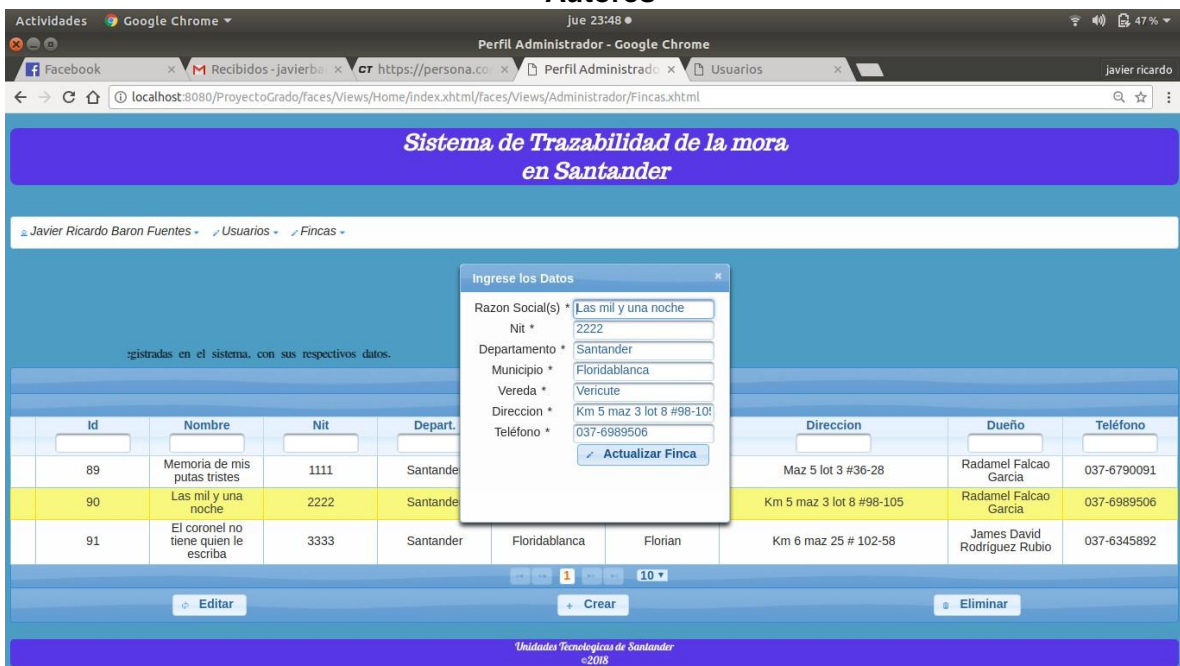 Autores
Actividades Google Chrome jue 23:48 47 %
Perfil Administrador - Google Chrome
Facebook Recibidos - javierba https://persona.co Perfil Administrado Usuarios javier ricardo
localhost:8080/ProyectoGrado/faces/Views/Home/index.xhtml/faces/Views/Administrador/Fincas.xhtml
Sistema de Trazabilidad de la mora
en Santander
Javier Ricardo Baron Fuentes Usuarios Fincas
Ingrese los Datos
Razon Social(s) * Las mil y una noche
Nit * 2222
Departamento * Santander
Municipio * Floridablanca
Vereda * Vericute
Direccion * Km 5 maz 3 lot 8 #98-105
Teléfono * 037-6989506
Actualizar Finca
gistradas en el sistema, con sus respectivos datos.
Id Nombre Nit Depart. Direccion Dueño Teléfono
89 Memoria de mis putas tristes 1111 Santande Maz 5 lot 3 #36-28 Radamel Falcao Garcia 037-6790091
90 Las mil y una noche 2222 Santande Km 5 maz 3 lot 8 #98-105 Radamel Falcao Garcia 037-6989506
91 El coronel no tiene quien le escriba 3333 Santander Floridablanca Florian Km 6 maz 25 # 102-58 James David Rodríguez Rubio 037-6345892
1 10
Editar Crear Eliminar
Unidades Tecnologicas de Santander
©2018